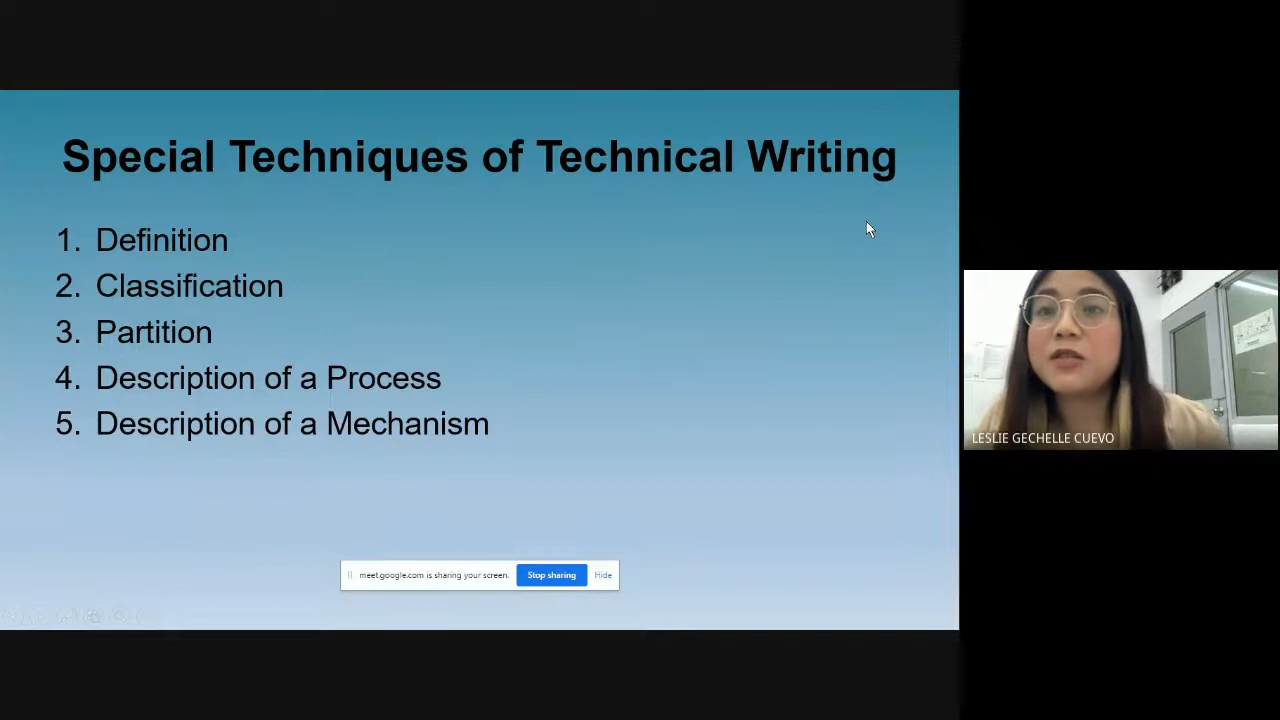 Special Techniques of Technical Writing
1. Definition
2. Classification
3. Partition
4. Description of a Process
5. Description of a Mechanism
meet.google.com is sharing your screen. Stop sharing Hide
LESLIE GECHELLE CUEVO